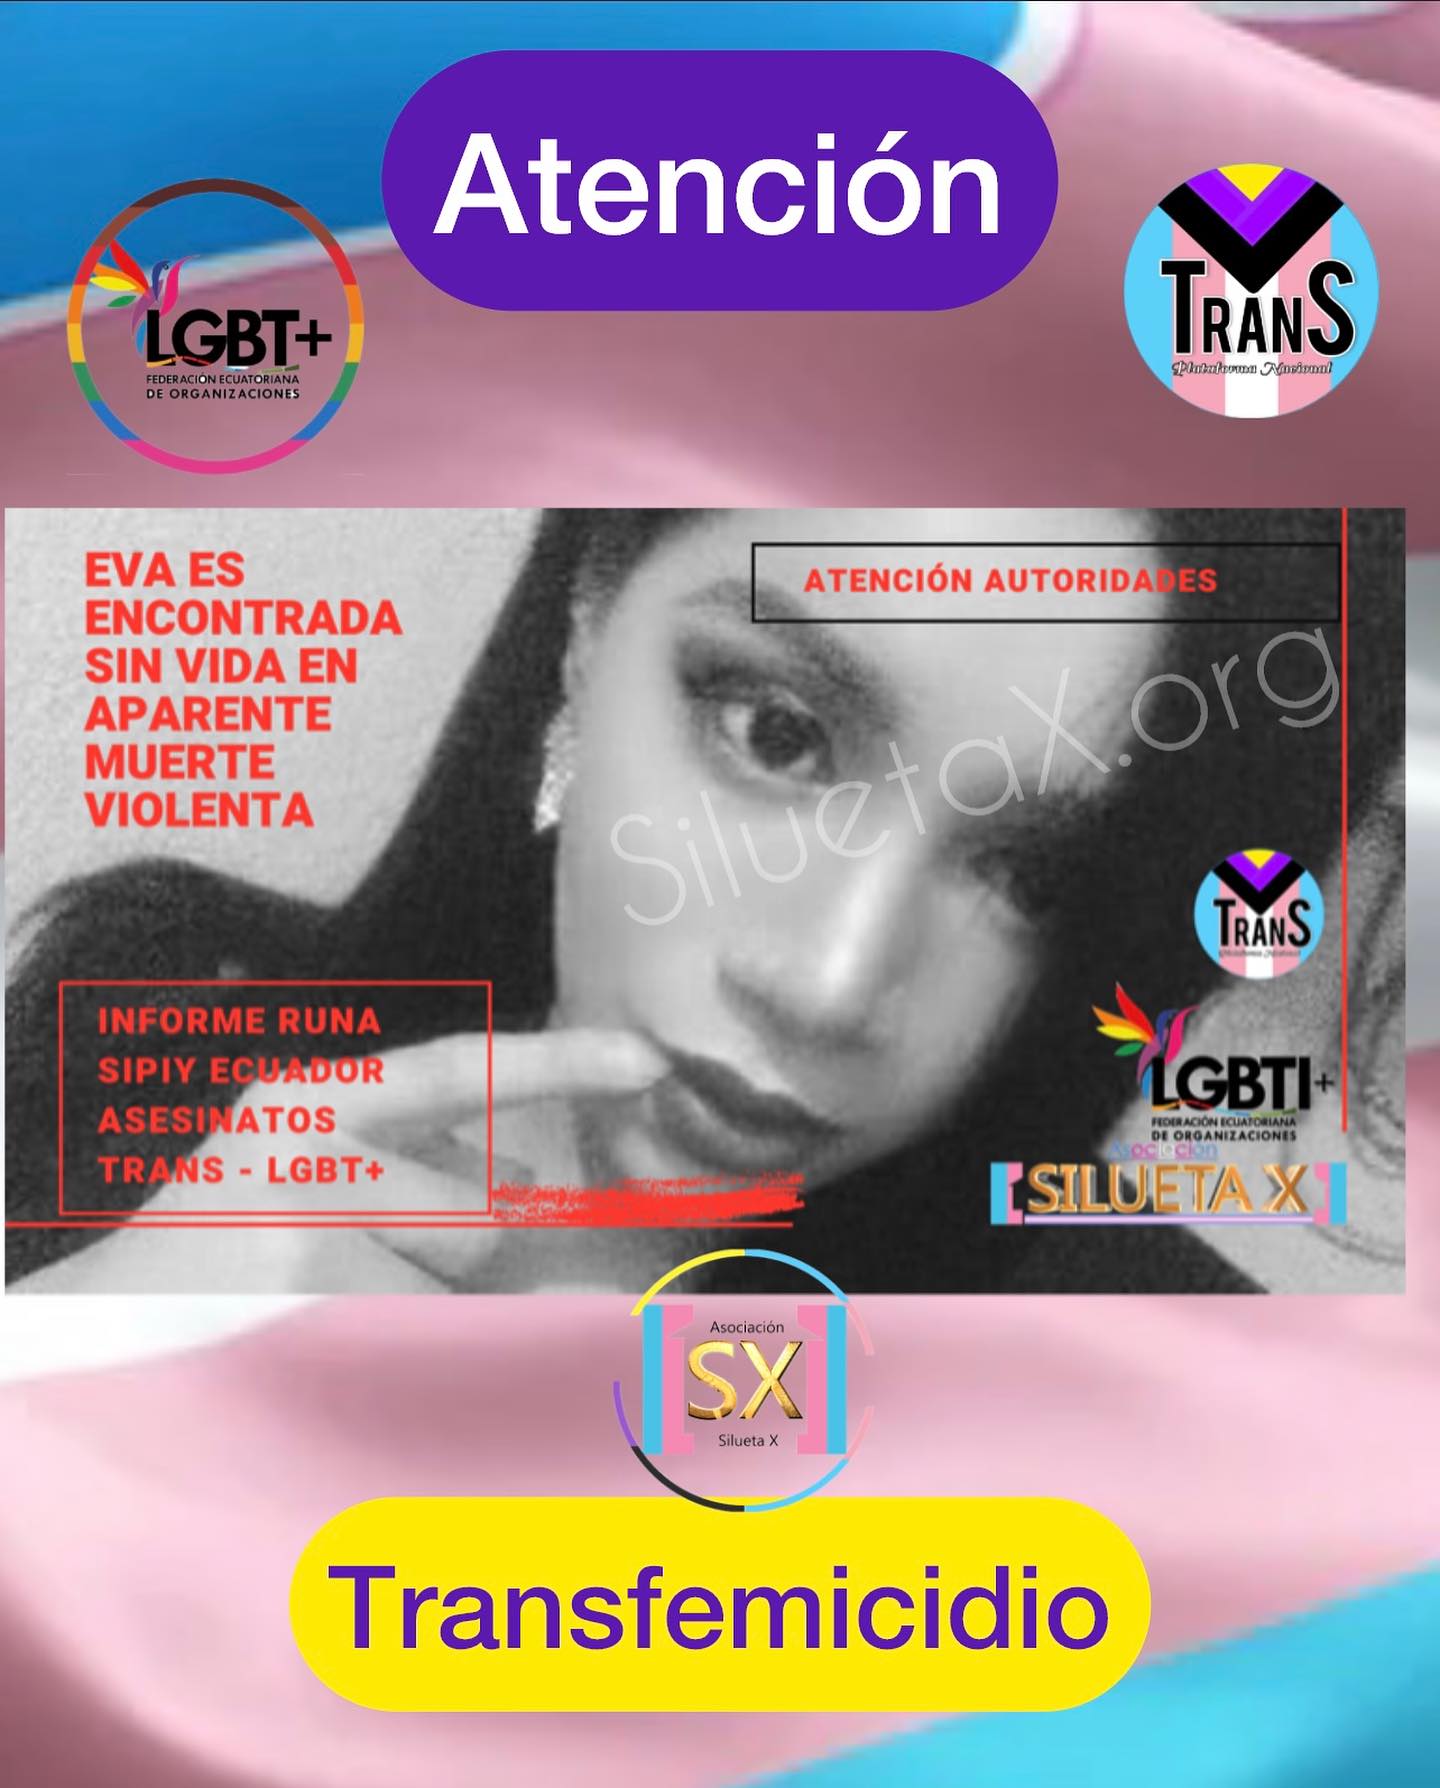 Atención
LGBT+
FEDERACIÓN ECUATORIANA
DE ORGANIZACIONES
TRANS
Plataforma Nacional
EVA ES
ENCONTRADA
SIN VIDA EN
APARENTE
MUERTE
VIOLENTA
ATENCIÓN AUTORIDADES
SiluetaX.org
TRANS
Plataforma Nacional
INFORME RUNA
SIPIY ECUADOR
ASESINATOS
TRANS - LGBT+
LGBTI+
FEDERACIÓN ECUATORIANA
DE ORGANIZACIONES
Asociación
SILUETA X
Asociación
SX
Silueta X
Transfemicidio